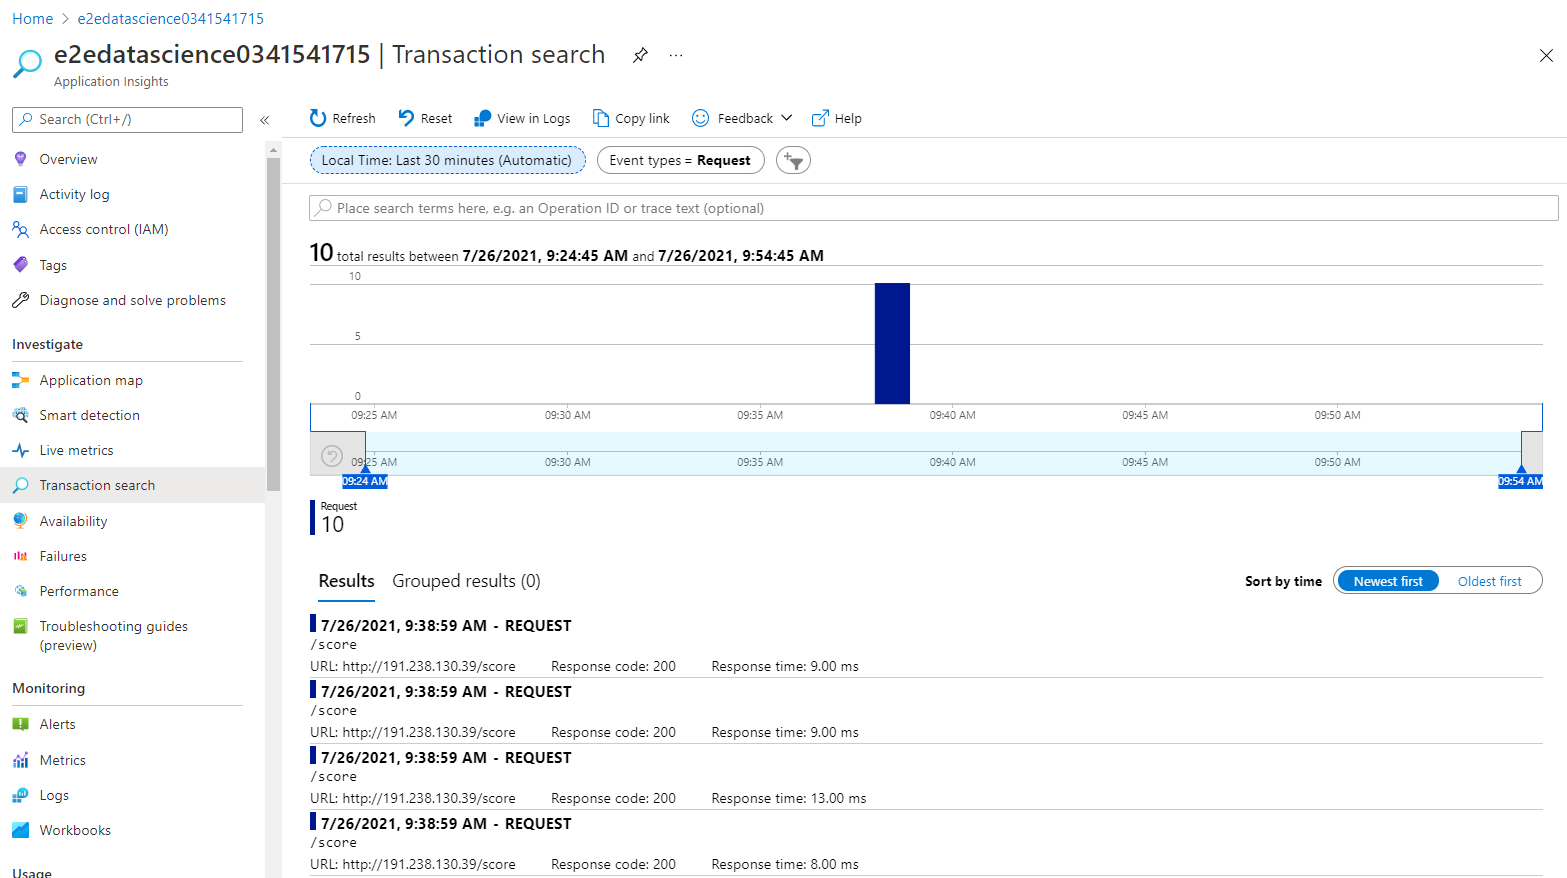 Home > e2edatascience0341541715
e2edatascience0341541715 | Transaction search ...
Application Insights
Search (Ctrl+/) «
Overview
Activity log
Access control (IAM)
Tags
Diagnose and solve problems
Investigate
Application map
Smart detection
Live metrics
Transaction search
Availability
Failures
Performance
Troubleshooting guides
(preview)
Monitoring
Alerts
Metrics
Logs
Workbooks
Usage
Refresh Reset View in Logs Copy link Feedback Help
Local Time: Last 30 minutes (Automatic) Event types = Request
Place search terms here, e.g. an Operation ID or trace text (optional)
10 total results between 7/26/2021, 9:24:45 AM and 7/26/2021, 9:54:45 AM
10
5
0
09:25 AM 09:30 AM 09:35 AM 09:40 AM 09:45 AM 09:50 AM
09:25 AM 09:30 AM 09:35 AM 09:40 AM 09:45 AM 09:50 AM
09:24 AM 09:54 AM
Request
10
Results Grouped results (0) Sort by time Newest first Oldest first
7/26/2021, 9:38:59 AM - REQUEST
/score
URL: http://191.238.130.39/score Response code: 200 Response time: 9.00 ms
7/26/2021, 9:38:59 AM - REQUEST
/score
URL: http://191.238.130.39/score Response code: 200 Response time: 9.00 ms
7/26/2021, 9:38:59 AM - REQUEST
/score
URL: http://191.238.130.39/score Response code: 200 Response time: 13.00 ms
7/26/2021, 9:38:59 AM - REQUEST
/score
URL: http://191.238.130.39/score Response code: 200 Response time: 8.00 ms